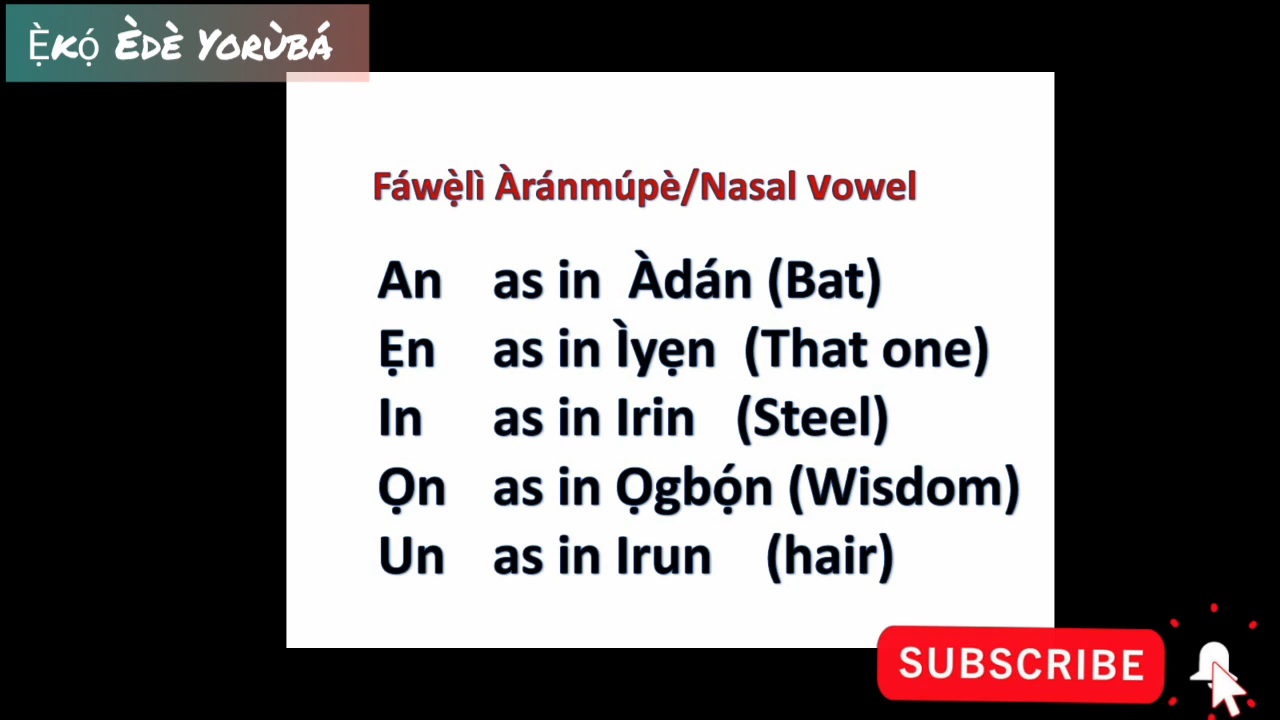 Ẹ̀kọ́ Èdè Yorùbá
Fáwẹ̀lì Àránmúpè/Nasal Vowel
An as in Àdán (Bat)
Ẹn as in Ìyẹn (That one)
In as in Irin (Steel)
Ọn as in Ọgbọ́n (Wisdom)
Un as in Irun (hair)
SUBSCRIBE